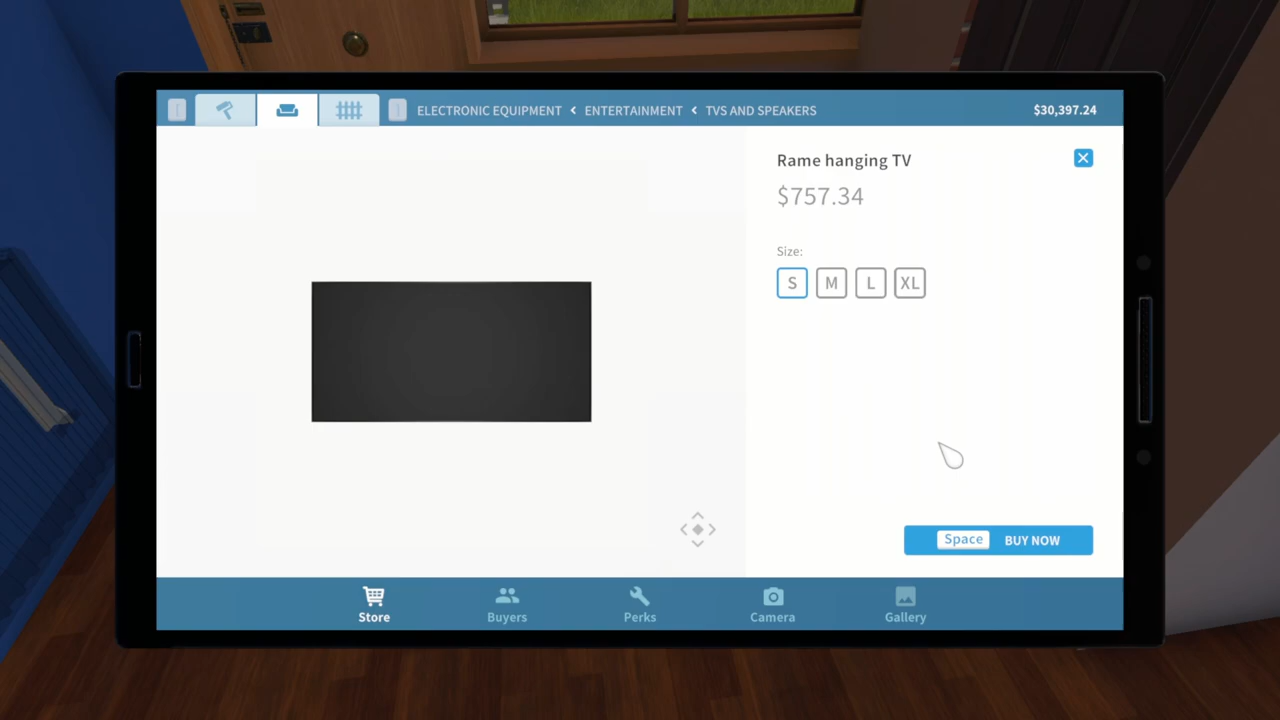 ELECTRONIC EQUIPMENT < ENTERTAINMENT < TVS AND SPEAKERS
$30,397.24
Rame hanging TV
$757.34
Size:
S M L XL
Space BUY NOW
Store Buyers Perks Camera Gallery